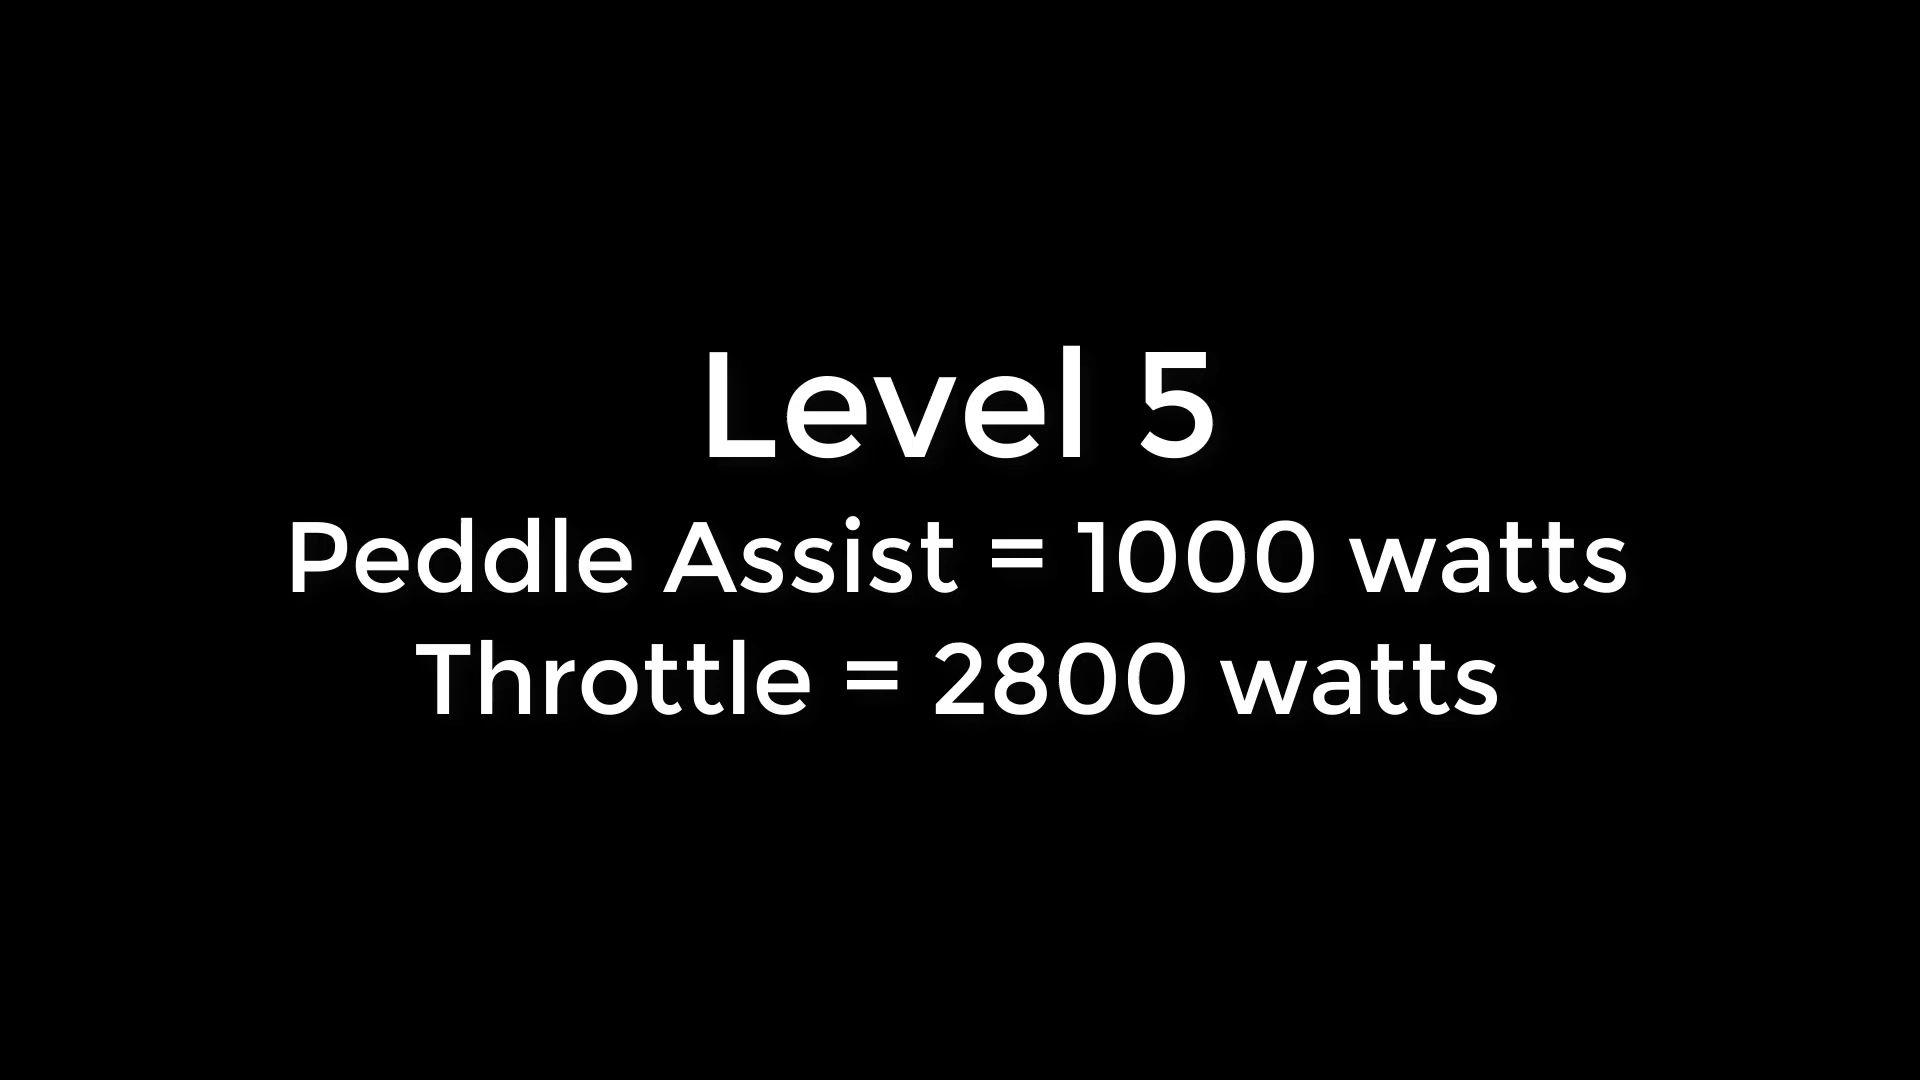 Level 5
Peddle Assist = 1000 watts
Throttle = 2800 watts